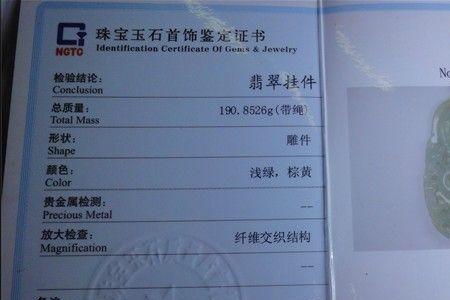 NGTC
珠宝玉石首饰鉴定证书
Identification Certificate Of Gems & Jewelry
检验结论: 翡翠挂件
Conclusion
总质量: 190.8526g(带绳)
Total Mass
形状: 雕件
Shape
颜色: 浅绿,棕黄
Color
贵金属检测: --
Precious Metal
放大检查: 纤维交织结构
Magnification
--
No